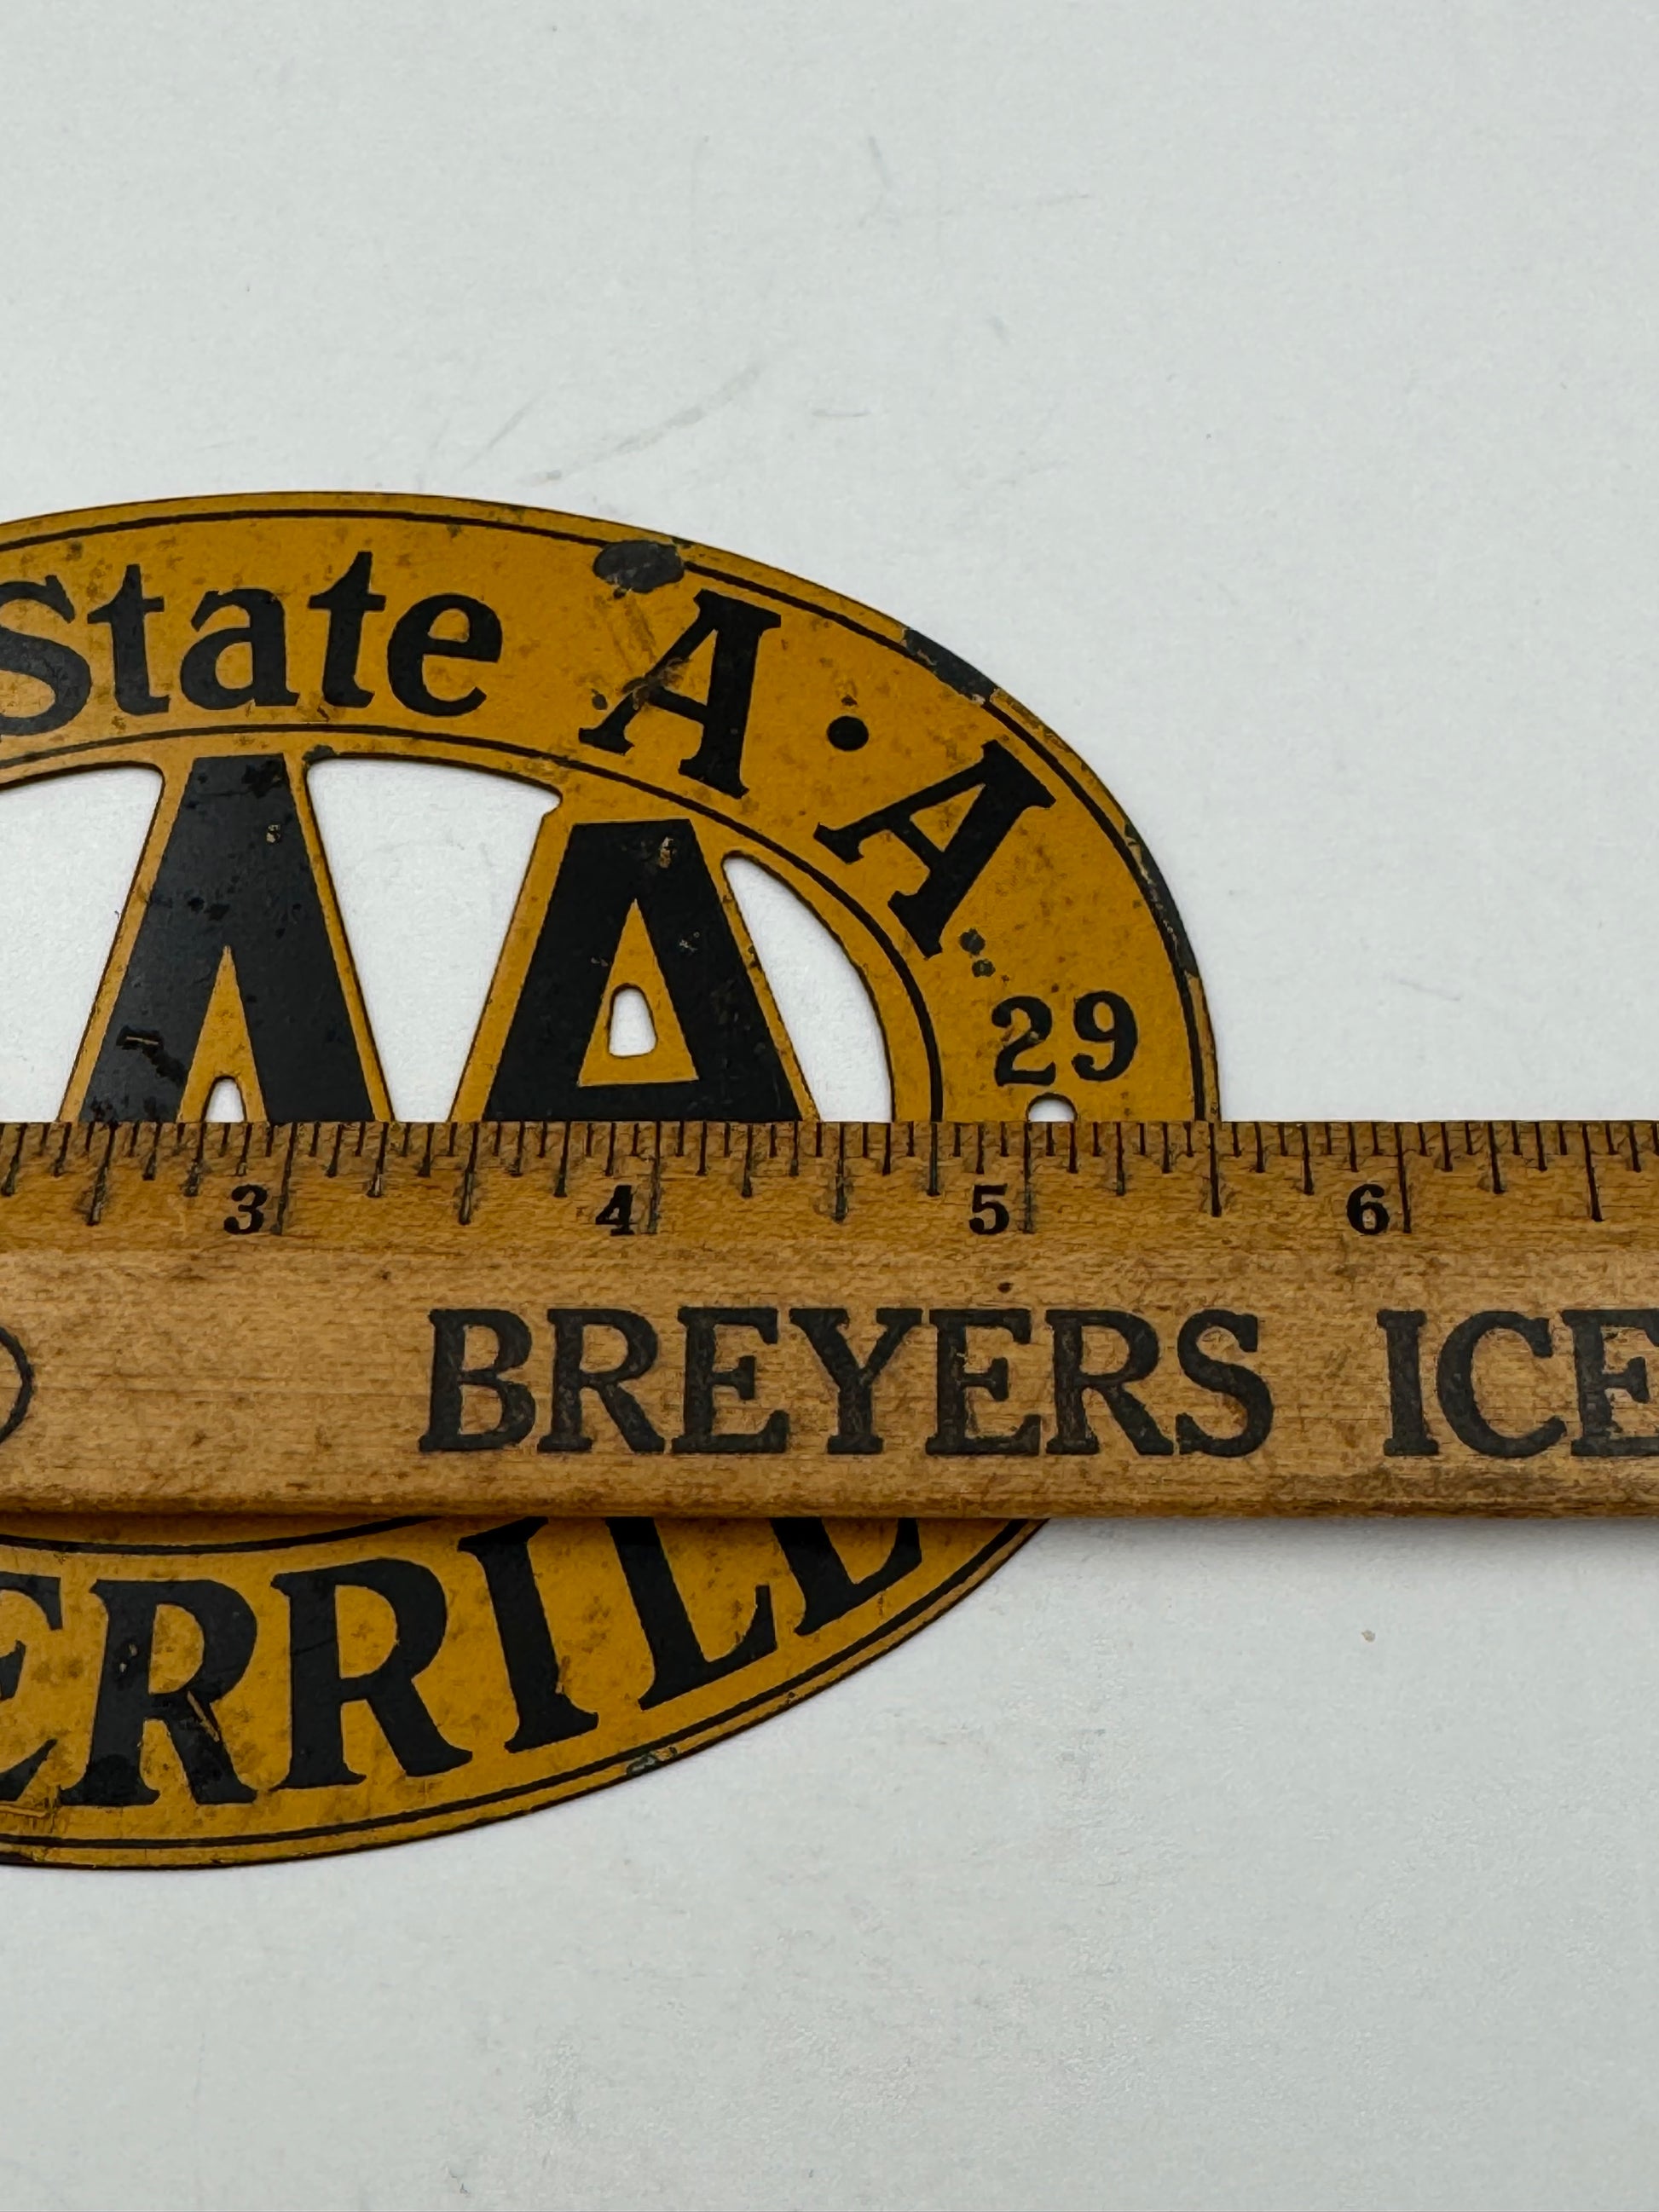 State A·A
AA
29
3 4 5 6
BREYERS ICE
ERRILL